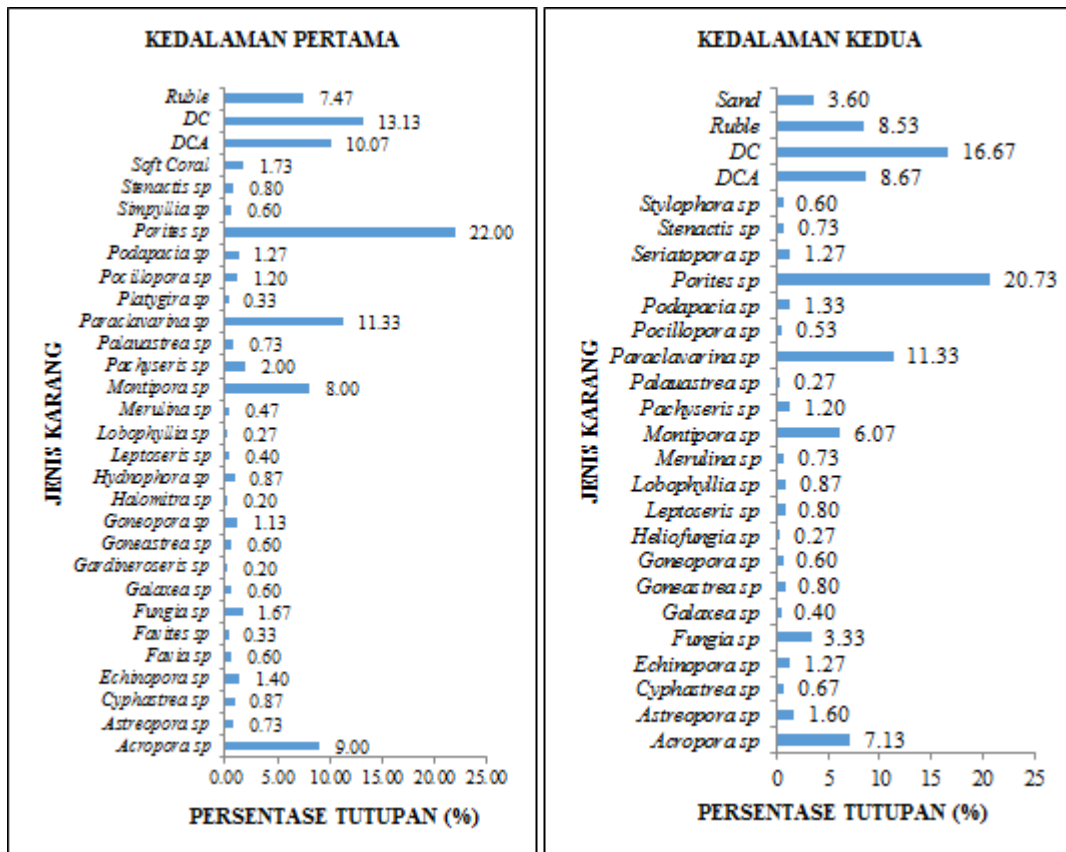 KEDALAMAN PERTAMA
JENIS KARANG
Ruble 7.47
DC 13.13
DCA 10.07
Soft Coral 1.73
Stenactis sp 0.80
Simpyllia sp 0.60
Porites sp 22.00
Podapacia sp 1.27
Pocillopora sp 1.20
Platygira sp 0.33
Paraclavarina sp 11.33
Palauastrea sp 0.73
Pachyseris sp 2.00
Montipora sp 8.00
Merulina sp 0.47
Lobophyllia sp 0.27
Leptoseris sp 0.40
Hydnophora sp 0.87
Halomitra sp 0.20
Goneopora sp 1.13
Goneastrea sp 0.60
Gardineroseris sp 0.20
Galaxea sp 0.60
Fungia sp 1.67
Favites sp 0.33
Favia sp 0.60
Echinopora sp 1.40
Cyphastrea sp 0.87
Astreopora sp 0.73
Acropora sp 9.00
0.00 5.00 10.00 15.00 20.00 25.00
PERSENTASE TUTUPAN (%)
KEDALAMAN KEDUA
JENIS KARANG
Sand 3.60
Ruble 8.53
DC 16.67
DCA 8.67
Stylophora sp 0.60
Stenactis sp 0.73
Seriatopora sp 1.27
Porites sp 20.73
Podapacia sp 1.33
Pocillopora sp 0.53
Paraclavarina sp 11.33
Palauastrea sp 0.27
Pachyseris sp 1.20
Montipora sp 6.07
Merulina sp 0.73
Lobophyllia sp 0.87
Leptoseris sp 0.80
Heliofungia sp 0.27
Goneopora sp 0.60
Goneastrea sp 0.80
Galaxea sp 0.40
Fungia sp 3.33
Echinopora sp 1.27
Cyphastrea sp 0.67
Astreopora sp 1.60
Acropora sp 7.13
0 5 10 15 20 25
PERSENTASE TUTUPAN (%)